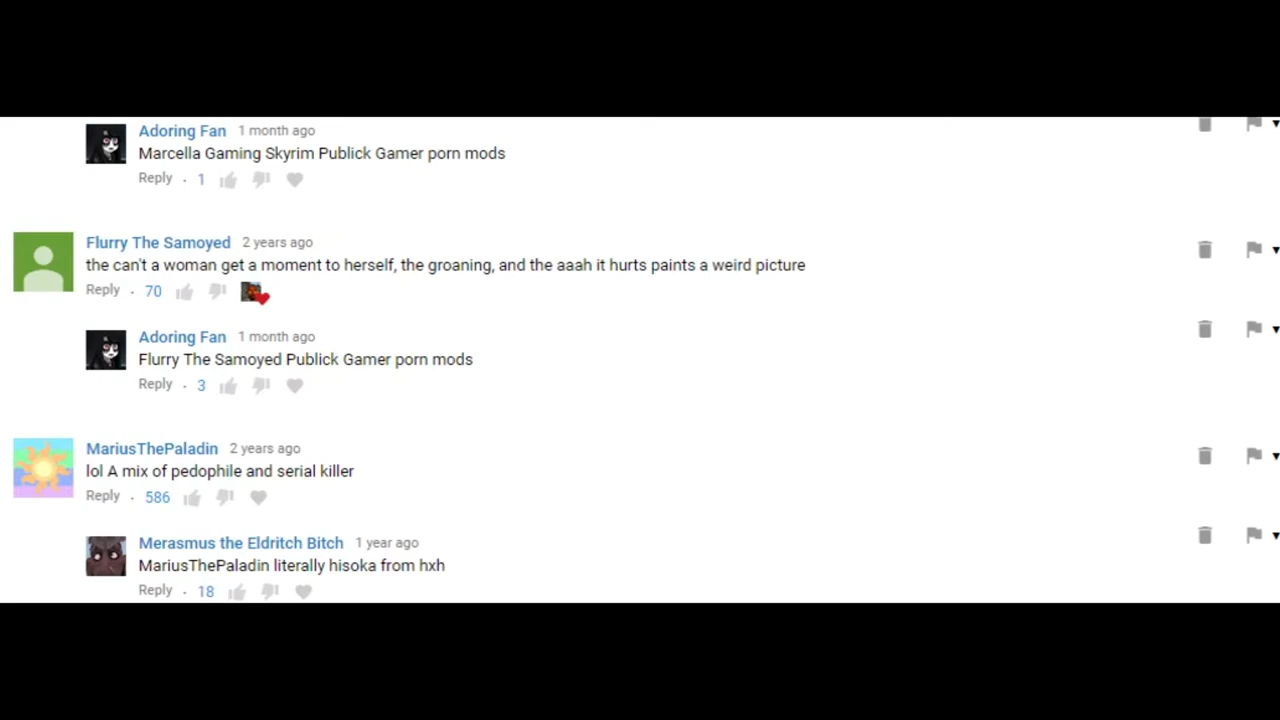 Adoring Fan 1 month ago
Marcella Gaming Skyrim Publick Gamer porn mods
Reply . 1
Flurry The Samoyed 2 years ago
the can't a woman get a moment to herself, the groaning, and the aaah it hurts paints a weird picture
Reply . 70
Adoring Fan 1 month ago
Flurry The Samoyed Publick Gamer porn mods
Reply . 3
MariusThePaladin 2 years ago
lol A mix of pedophile and serial killer
Reply . 586
Merasmus the Eldritch Bitch 1 year ago
MariusThePaladin literally hisoka from hxh
Reply . 18